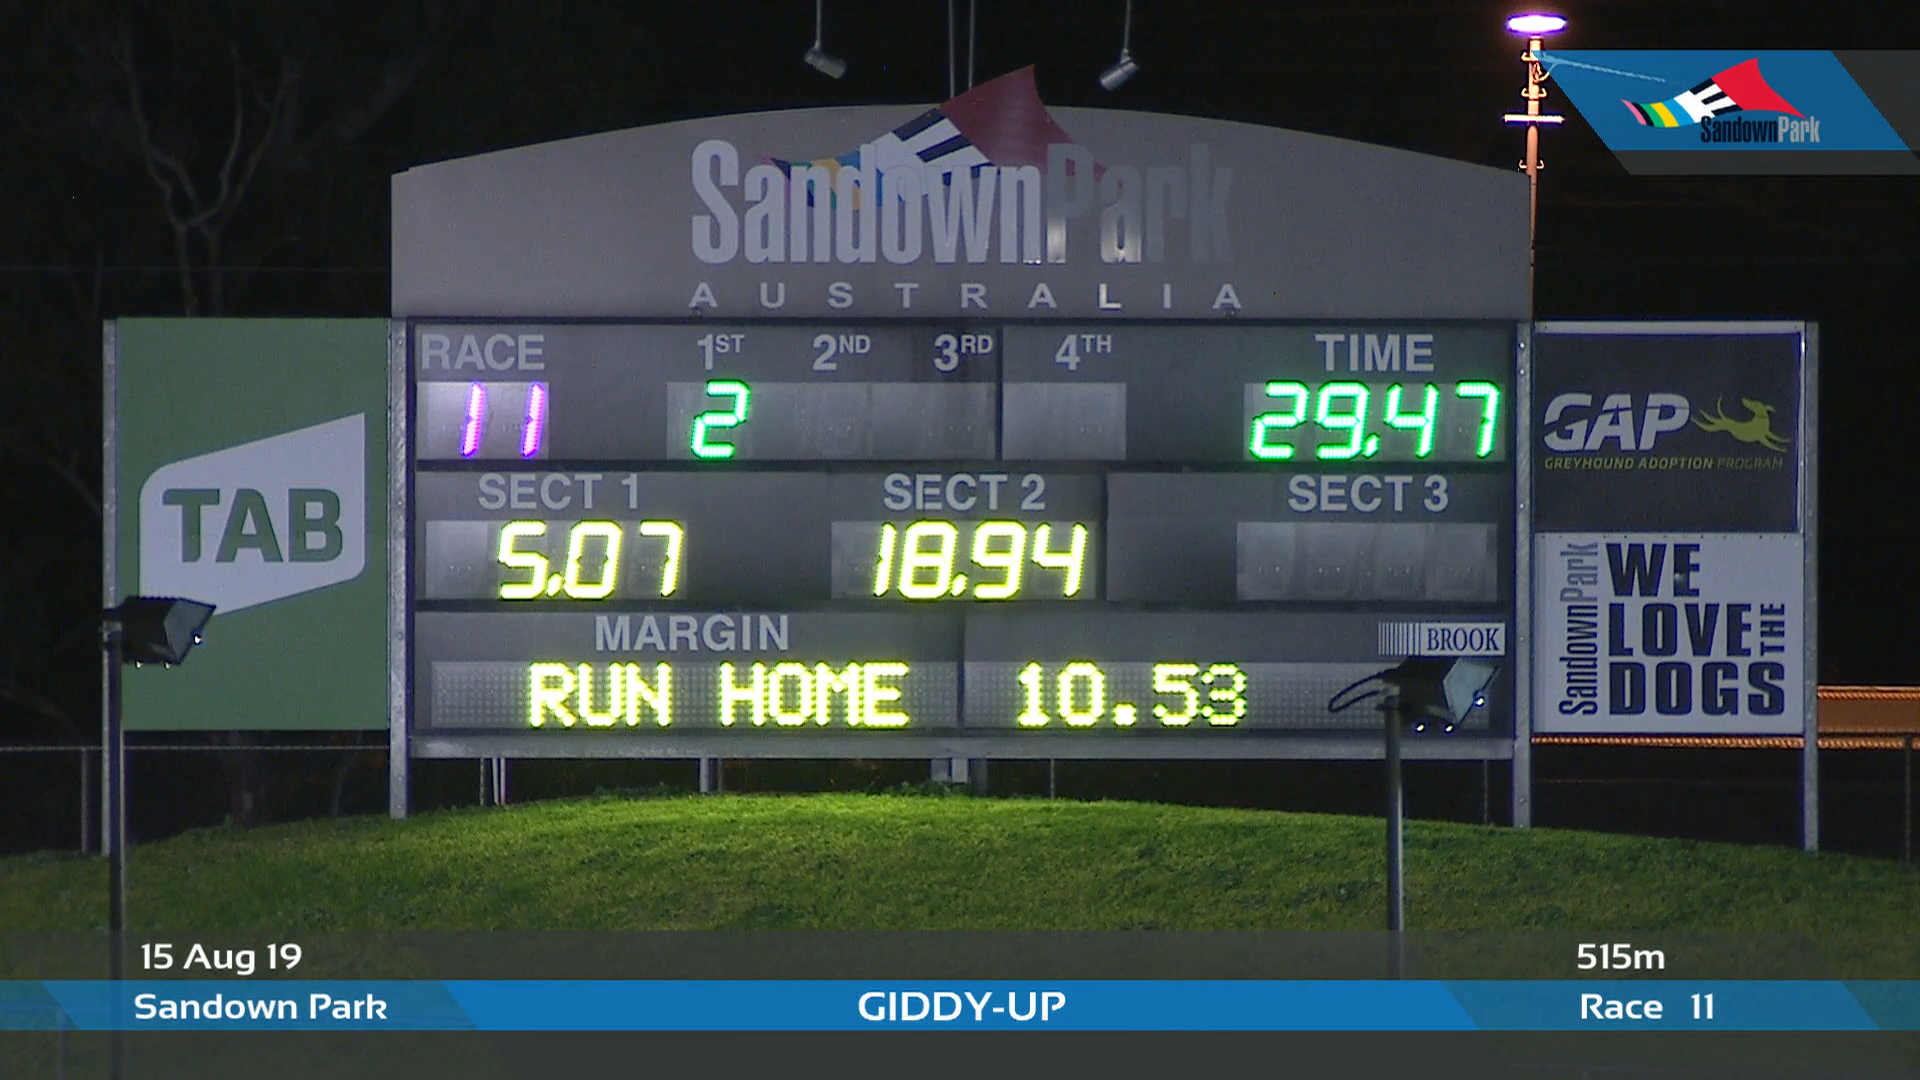 SandownPark
SandownPark
AUSTRALIA
RACE 1ST 2ND 3RD 4TH TIME
11 2 29.47
SECT 1 SECT 2 SECT 3
5.07 18.94
MARGIN
BROOK
RUN HOME 10.53
TAB
GAP
GREYHOUND ADOPTION PROGRAM
SandownPark
WE
LOVE THE
DOGS
15 Aug 19 515m
Sandown Park GIDDY-UP Race 11